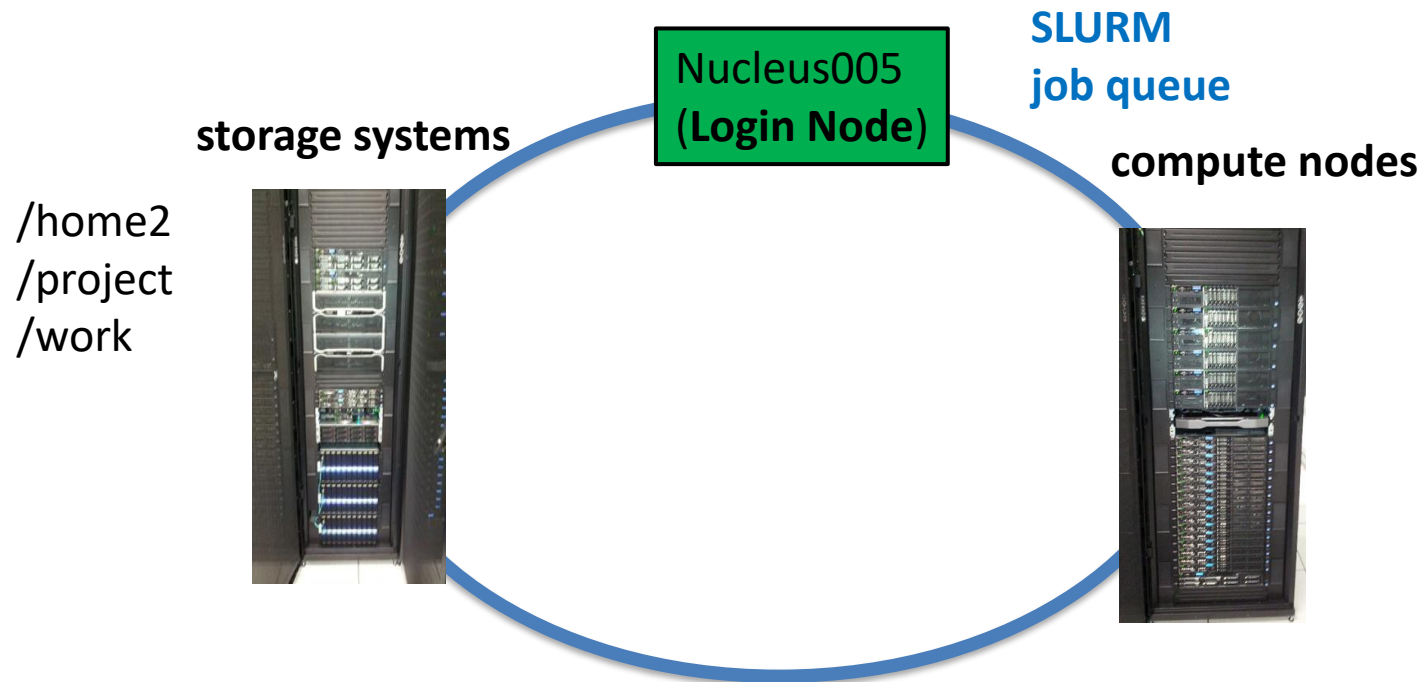 SLURM
job queue
Nucleus005
(Login Node)
storage systems
compute nodes
/home2
/project
/work